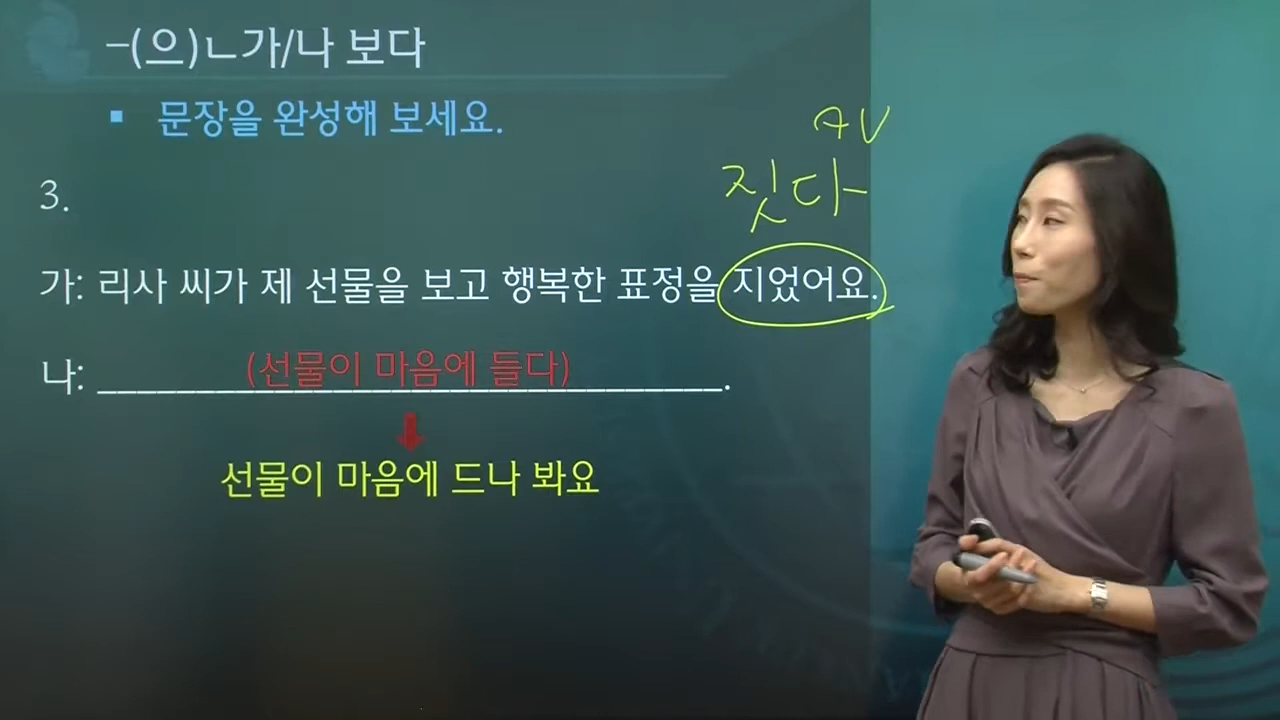 –(으)ㄴ가/나 보다
▪ 문장을 완성해 보세요.
AV
짓다
3.
가: 리사 씨가 제 선물을 보고 행복한 표정을 지었어요.
나: (선물이 마음에 들다).
선물이 마음에 드나 봐요